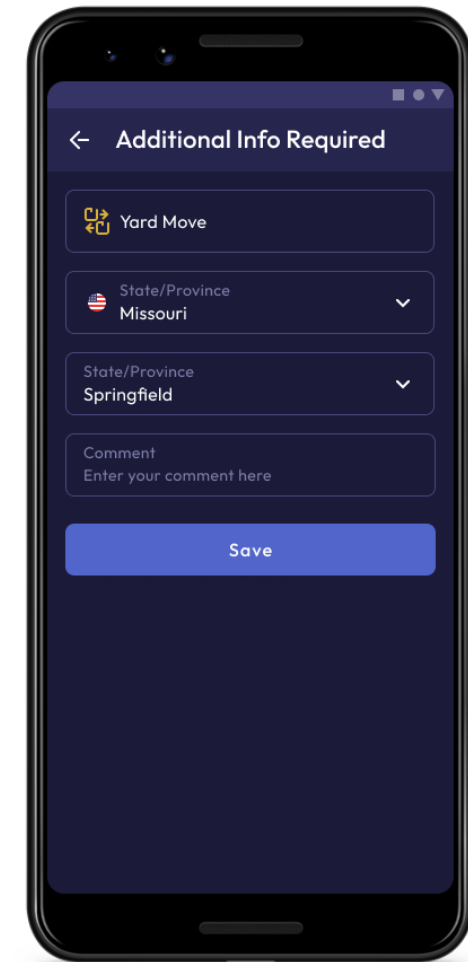 Additional Info Required
Yard Move
State/Province
Missouri
State/Province
Springfield
Comment
Enter your comment here
Save